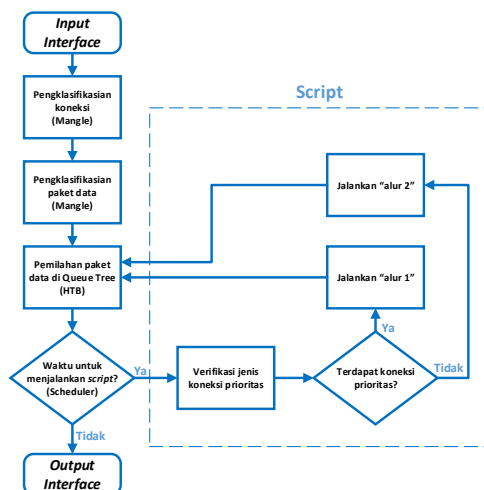 Input
Interface
Pengklasifikasian
koneksi
(Mangle)
Pengklasifikasian
paket data
(Mangle)
Pemilahan paket
data di Queue Tree
(HTB)
Waktu untuk
menjalankan script?
(Scheduler)
Ya
Tidak
Output
Interface
Script
Verifikasi jenis
koneksi prioritas
Terdapat koneksi
prioritas?
Ya
Tidak
Jalankan “alur 1”
Jalankan “alur 2”